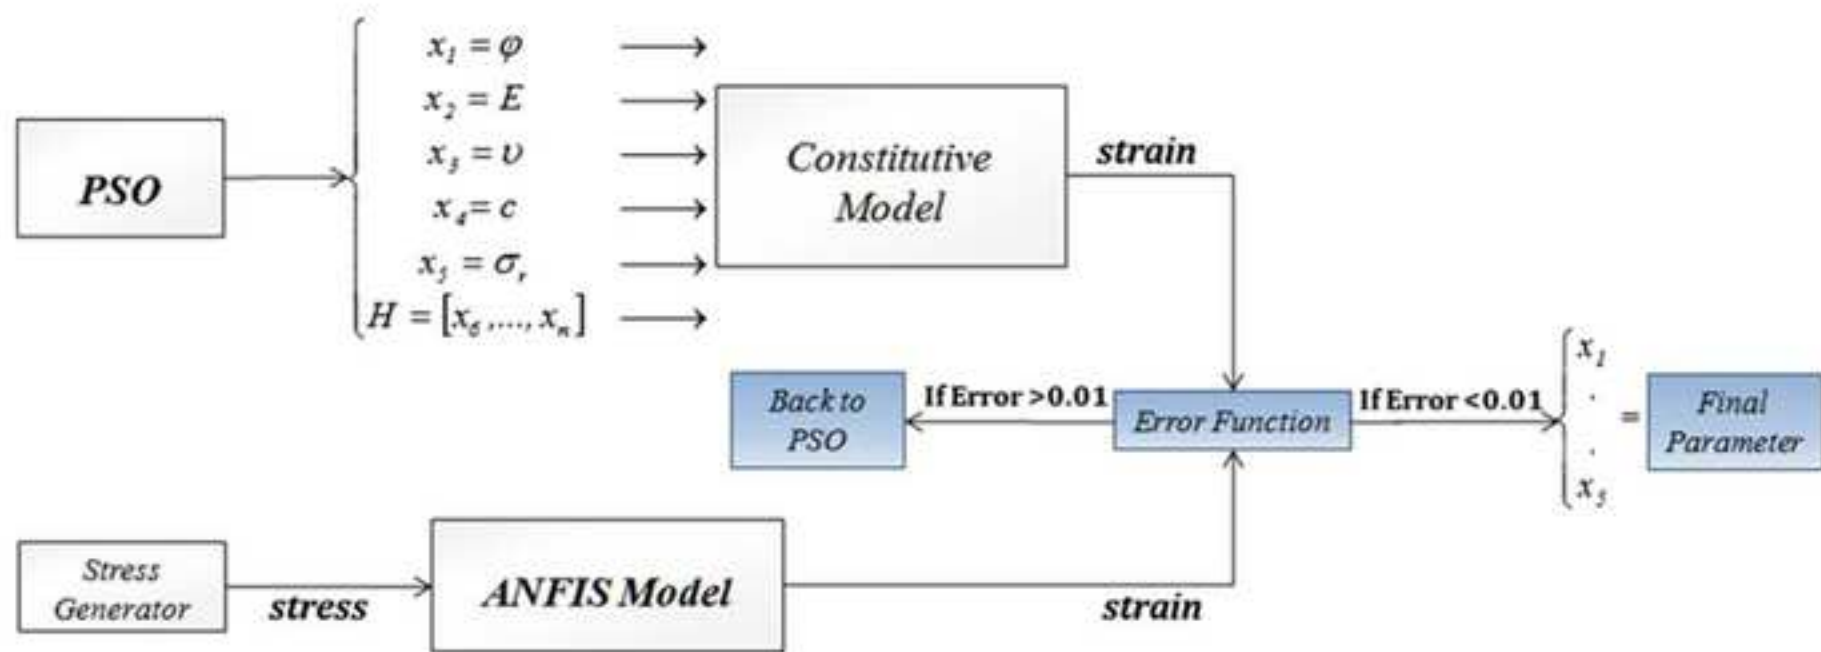 PSO
x₁ = φ
x₂ = E
x₃ = υ
x₄ = c
x₅ = σᵣ
H = [x₆,..., xₙ]
Constitutive
Model
strain
Back to
PSO
If Error >0.01
Error Function
If Error <0.01
x₁
.
.
x₅
=
Final
Parameter
Stress
Generator
stress
ANFIS Model
strain